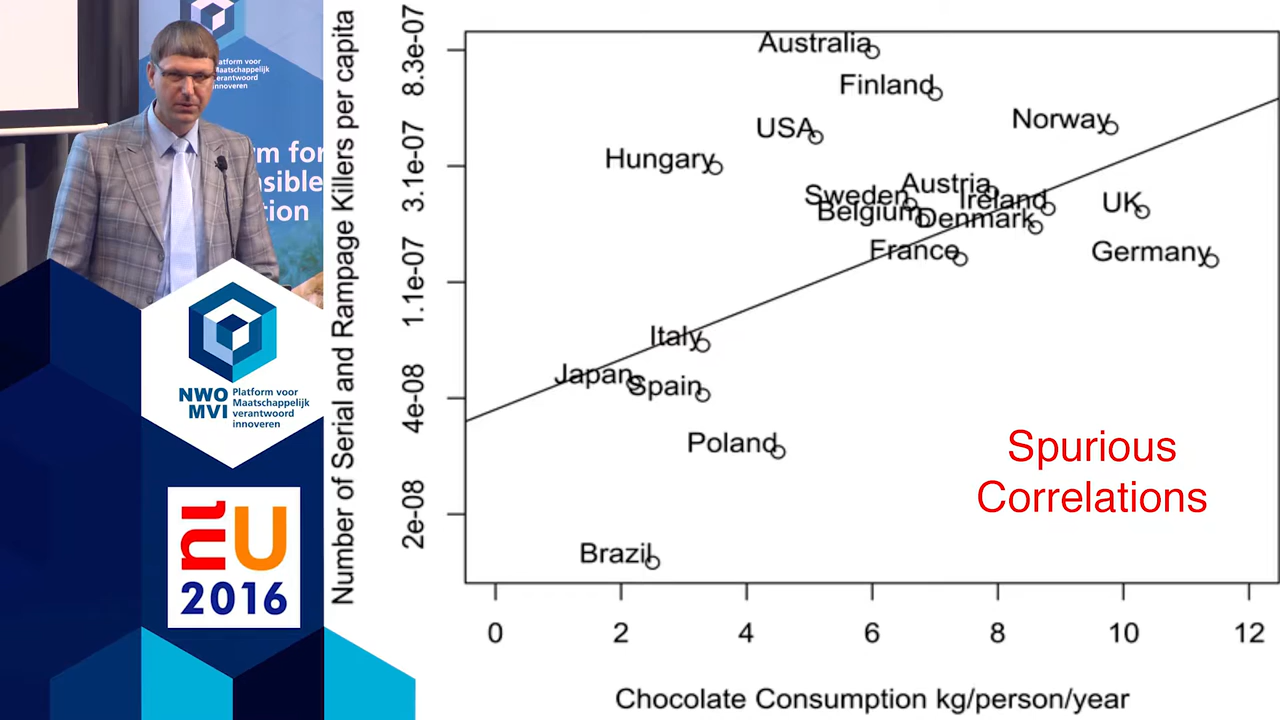 Platform voor
Maatschappelijk
verantwoord
innoveren
m for
sible
tion
NWO
MVI
Platform voor
Maatschappelijk
verantwoord
innoveren
nl U
2016
Number of Serial and Rampage Killers per capita
8.3e-07
3.1e-07
1.1e-07
4e-08
2e-08
Australia
Finland
Norway
USA
Hungary
Austria
Sweden
Ireland
UK
Belgium
Denmark
France
Germany
Italy
Japan
Spain
Poland
Brazil
Spurious
Correlations
0 2 4 6 8 10 12
Chocolate Consumption kg/person/year